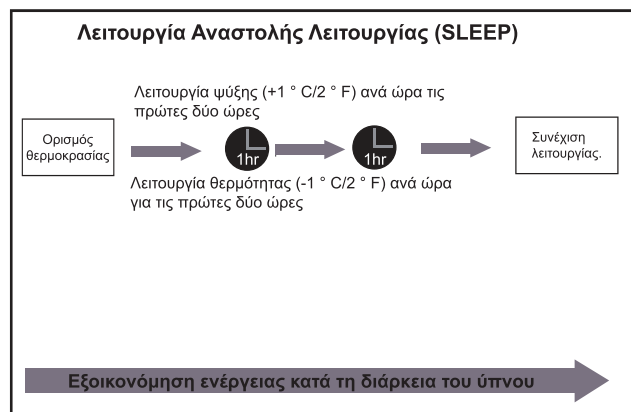 Λειτουργία Αναστολής Λειτουργίας (SLEEP)
Λειτουργία ψύξης (+1 ° C/2 ° F) ανά ώρα τις
πρώτες δύο ώρες
Ορισμός
θερμοκρασίας
1hr
1hr
Συνέχιση
λειτουργίας.
Λειτουργία θερμότητας (-1 ° C/2 ° F) ανά ώρα
για τις πρώτες δύο ώρες
Εξοικονόμηση ενέργειας κατά τη διάρκεια του ύπνου